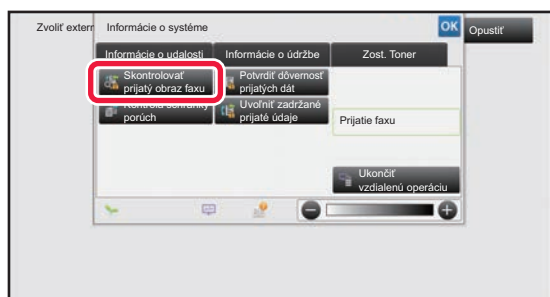 Zvoliť extern
Informácie o systéme
OK
Opustiť
Informácie o udalosti
Informácie o údržbe
Zost. Toner
Skontrolovať
prijatý obraz faxu
Potvrdiť dôvernosť
prijatých dát
Kontrola schránky
porúch
Uvoľniť zadržané
prijaté údaje
Prijatie faxu
Ukončiť
vzdialenú operáciu